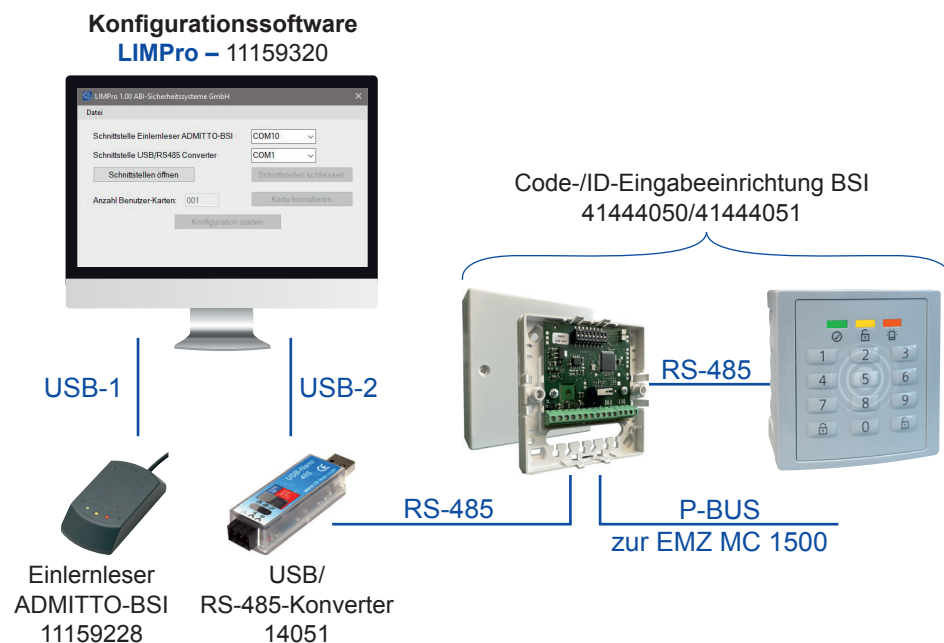 Konfigurationssoftware
LIMPro – 11159320
LIMPro 1.00 ABI-Sicherheitssysteme GmbH
Datei
Schnittstelle Einlernleser ADMITTO-BSI COM10
Schnittstelle USB/RS485 Converter COM1
Schnittstellen öffnen Schnittstellen schliessen
Anzahl Benutzer-Karten: 001 Karte formatieren
Konfiguration starten
Code-/ID-Eingabeeinrichtung BSI
41444050/41444051
1 2 3
4 5 6
7 8 9
0
RS-485
USB-1
USB-2
USB-Nano
485
RS-485
P-BUS
zur EMZ MC 1500
Einlernleser
ADMITTO-BSI
11159228
USB/
RS-485-Konverter
14051